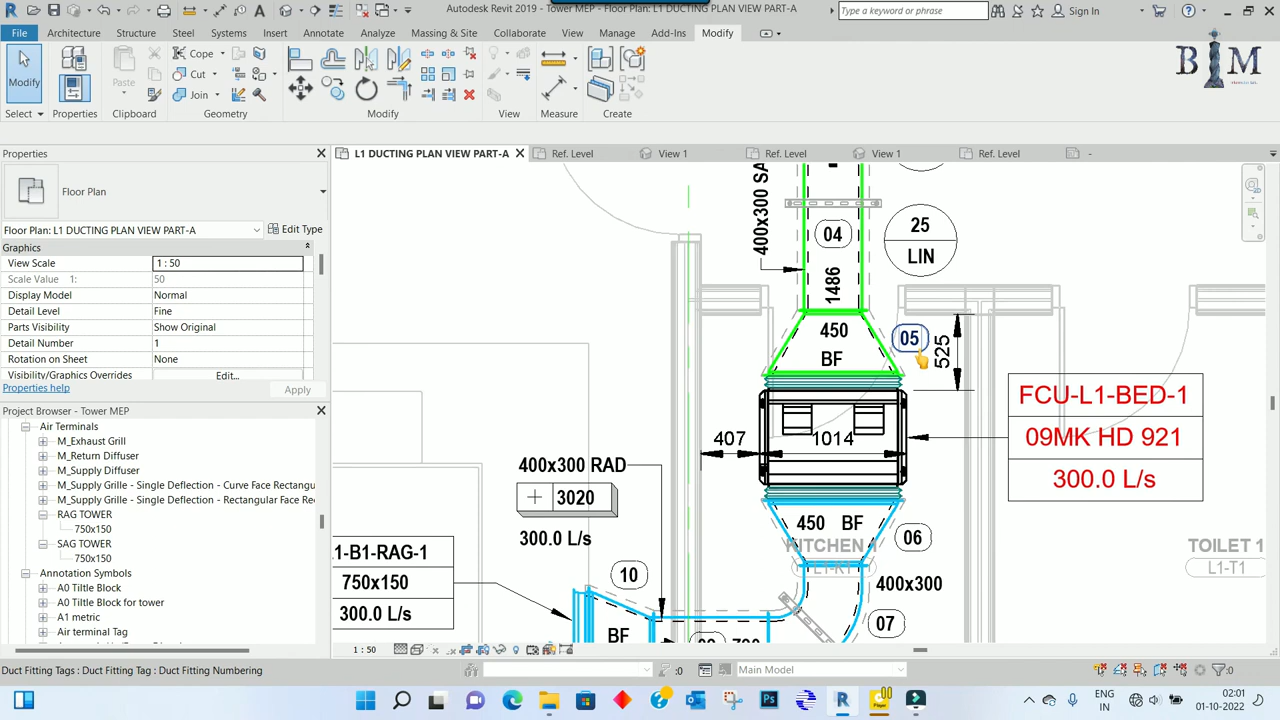 Autodesk Revit 2019 - Tower MEP - Floor Plan: L1 DUCTING PLAN VIEW PART-A
Type a keyword or phrase
Sign In
File Architecture Structure Steel Systems Insert Annotate Analyze Massing & Site Collaborate View Manage Add-Ins Modify
Modify
Paste
Cope
Cut
Join
BIM
Select Properties Clipboard Geometry Modify View Measure Create
Properties
L1 DUCTING PLAN VIEW PART-A
Ref. Level
View 1
Ref. Level
View 1
Ref. Level
-
Floor Plan
Floor Plan: L1 DUCTING PLAN VIEW PART-A
Edit Type
Graphics
View Scale 1 : 50
Scale Value 1: 50
Display Model Normal
Detail Level Fine
Parts Visibility Show Original
Detail Number 1
Rotation on Sheet None
Visibility/Graphics Overrides Edit...
Properties help
Apply
Project Browser - Tower MEP
Air Terminals
M_Exhaust Grill
M_Return Diffuser
M_Supply Diffuser
M_Supply Grille - Single Deflection - Curve Face Rectangu
M_Supply Grille - Single Deflection - Rectangular Face Re
RAG TOWER
750x150
SAG TOWER
750x150
Annotation Symbols
A0 Title Block
A0 Title Block for tower
A1 metric
Air terminal Tag
400x300 SA
04
1486
25
LIN
450
BF
05
525
FCU-L1-BED-1
09MK HD 921
300.0 L/s
407
1014
400x300 RAD
3020
300.0 L/s
450 BF
06
KITCHEN 1
L1-K1
TOILET 1
L1-T1
400x300
07
1-B1-RAG-1
750x150
300.0 L/s
10
BF
1 : 50
:0
Main Model
:0
Duct Fitting Tags : Duct Fitting Tag : Duct Fitting Numbering
ENG
IN
02:01
01-10-2022